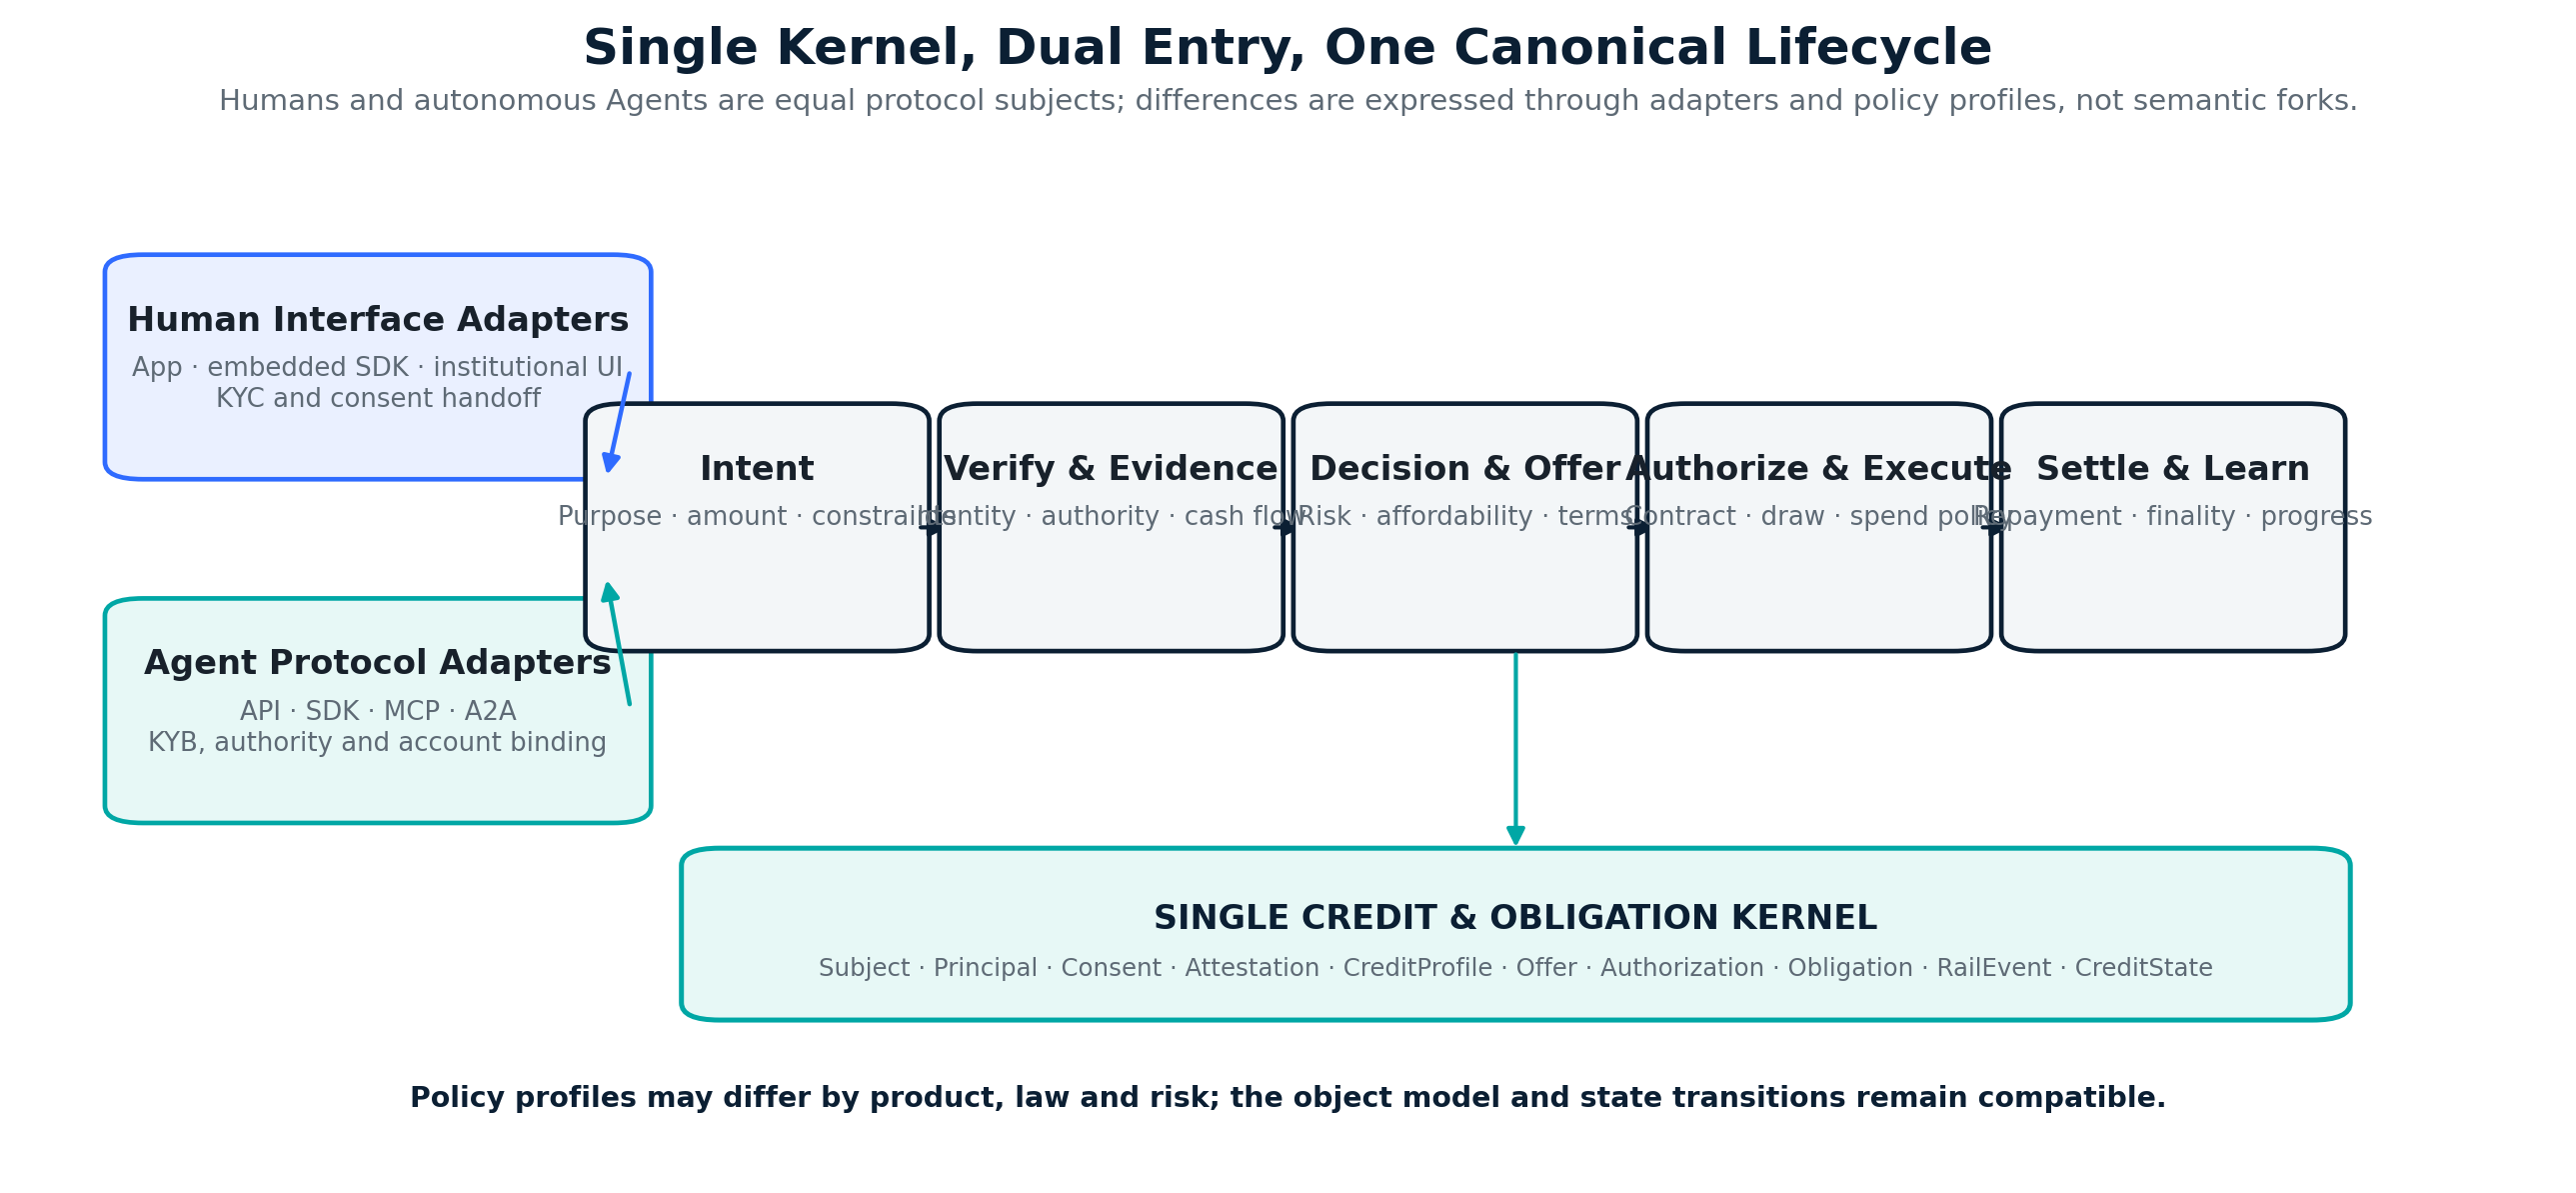 Single Kernel, Dual Entry, One Canonical Lifecycle
Humans and autonomous Agents are equal protocol subjects; differences are expressed through adapters and policy profiles, not semantic forks.
Human Interface Adapters
App · embedded SDK · institutional UI
KYC and consent handoff
Agent Protocol Adapters
API · SDK · MCP · A2A
KYB, authority and account binding
Intent
Purpose · amount · constraints
Verify & Evidence
Identity · authority · cash flow
Decision & Offer
Risk · affordability · terms
Authorize & Execute
Contract · draw · spend policy
Settle & Learn
Repayment · finality · progress
SINGLE CREDIT & OBLIGATION KERNEL
Subject · Principal · Consent · Attestation · CreditProfile · Offer · Authorization · Obligation · RailEvent · CreditState
Policy profiles may differ by product, law and risk; the object model and state transitions remain compatible.